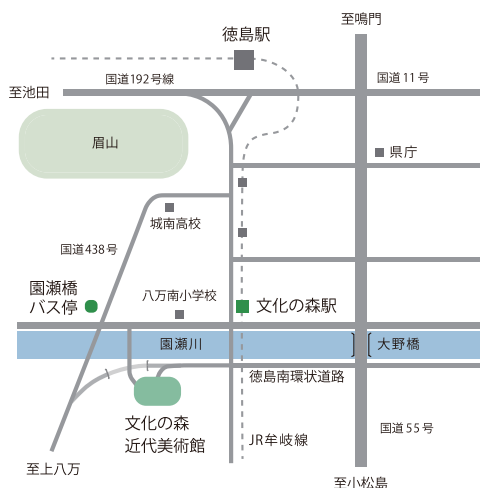 至鳴門
徳島駅
国道192号線
国道11号
至池田
眉山
県庁
城南高校
国道438号
園瀬橋
バス停
八万南小学校
文化の森駅
園瀬川
大野橋
徳島南環状道路
文化の森
近代美術館
国道55号
JR牟岐線
至上八万
至小松島